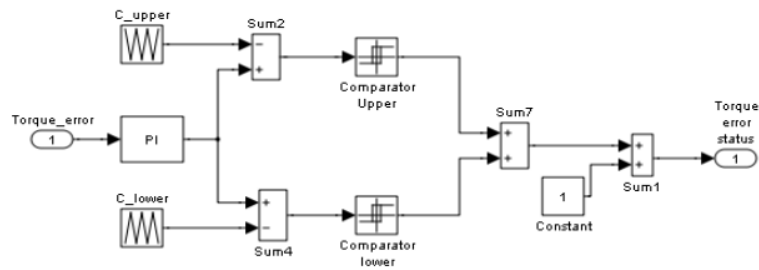 C_upper
Sum2
-
+
Comparator
Upper
Torque_error
1
PI
Sum7
+
+
Torque
error
status
1
+
+
Sum1
1
Constant
C_lower
+
-
Sum4
Comparator
lower